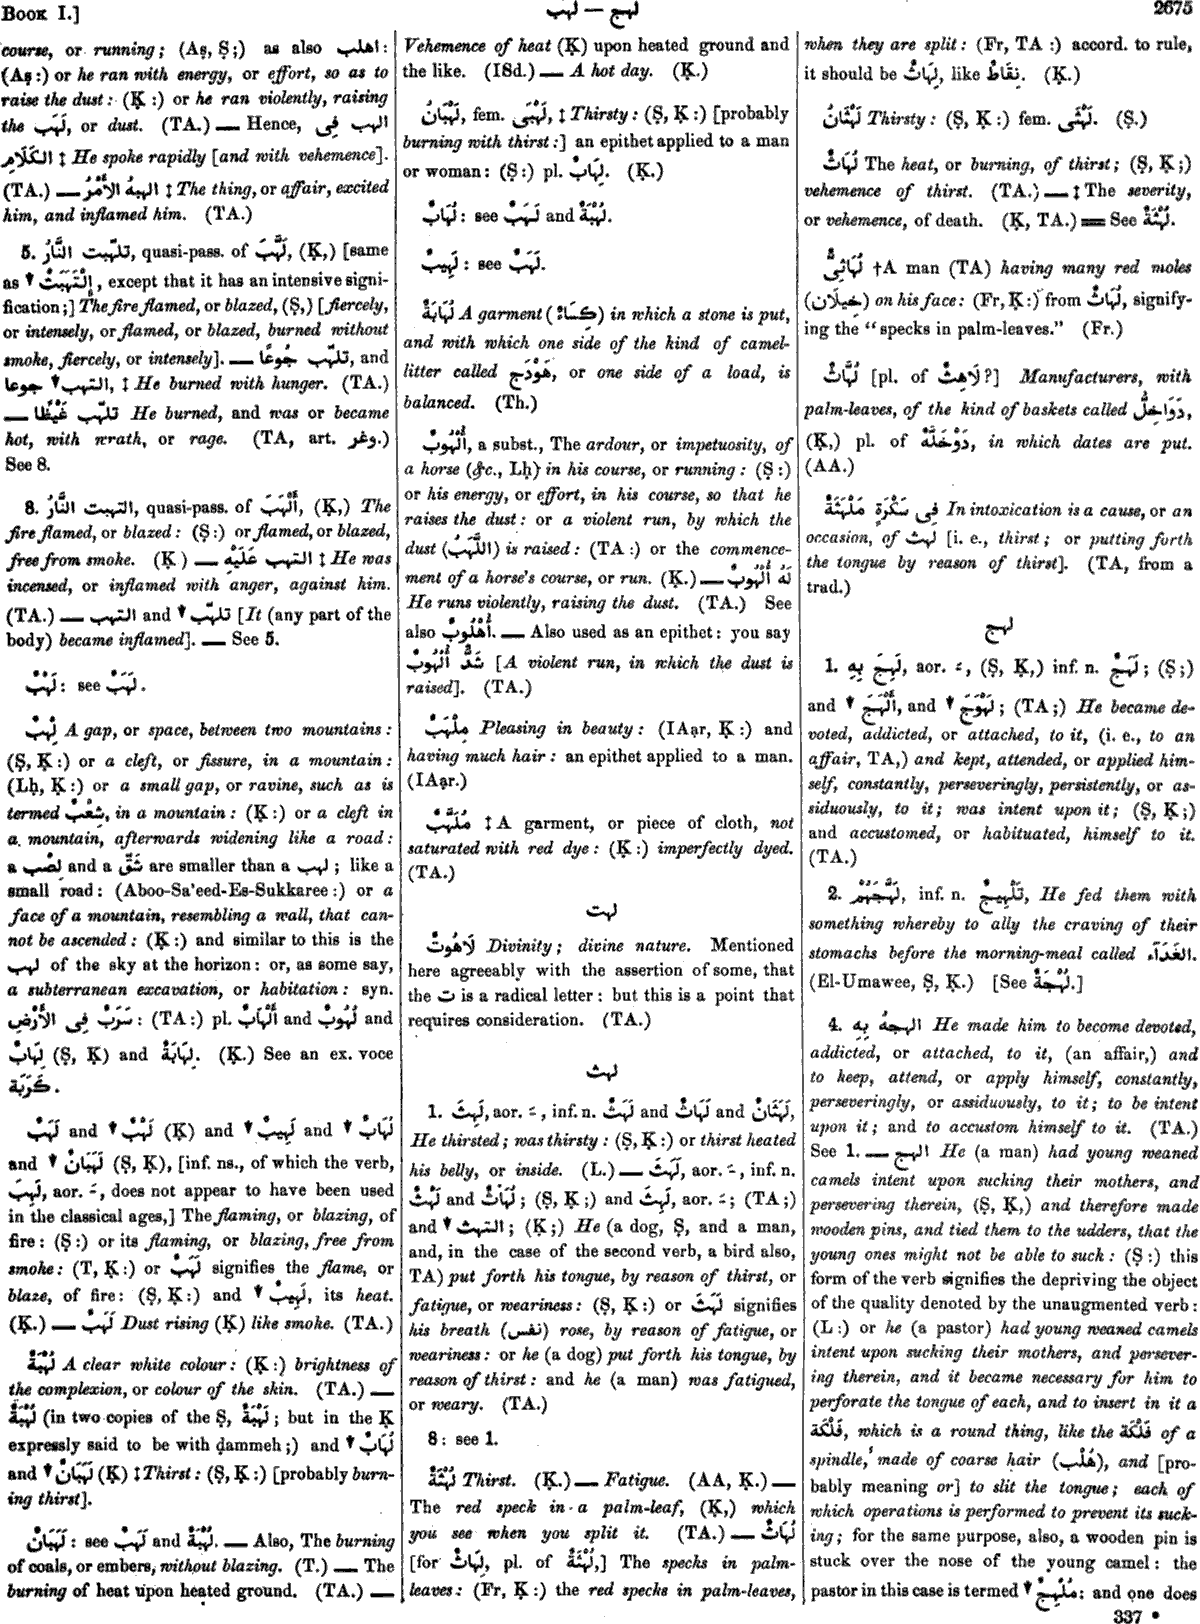 BOOK I.]
لهب — لهج
2675
course, or running; (Aṣ, Ṣ;) as also اهلب:
(Aṣ:) or he ran with energy, or effort, so as to
raise the dust: (Ḳ:) or he ran violently, raising
the لَهَب, or dust. (TA.) — Hence, الهب فِى
الكَلَامِ ‡ He spoke rapidly [and with vehemence].
(TA.) — الهبهُ الأَمْرُ ‡ The thing, or affair, excited
him, and inflamed him. (TA.)
5. تلهّبت النَّارُ, quasi-pass. of لَهَّبَ, (Ḳ,) [same
as ▼ اِلْتَهَبَتْ, except that it has an intensive signi-
fication;] The fire flamed, or blazed, (Ṣ,) [fiercely,
or intensely, or flamed, or blazed, burned without
smoke, fiercely, or intensely]. — تلهّب جُوعًا, and
التهب▼ جوعا, ‡ He burned with hunger. (TA.)
— تلهّب غَيْظًا He burned, and was or became
hot, with wrath, or rage. (TA, art. وغر.)
See 8.
8. التهبت النَّارُ, quasi-pass. of أَلْهَبَ, (Ḳ,) The
fire flamed, or blazed: (Ṣ:) or flamed, or blazed,
free from smoke. (Ḳ) — التهب عَلَيْهِ ‡ He was
incensed, or inflamed with anger, against him.
(TA.) — التهب and ▼ تلهّب [It (any part of the
body) became inflamed]. — See 5.
لَهْبٌ: see لَهَبٌ.
لِهْبٌ A gap, or space, between two mountains:
(Ṣ, Ḳ:) or a cleft, or fissure, in a mountain:
(Lḥ, Ḳ:) or a small gap, or ravine, such as is
termed شِعْبٌ, in a mountain: (Ḳ:) or a cleft in
a mountain, afterwards widening like a road:
a لِصْب and a شَقّ are smaller than a لهب; like a
small road: (Aboo-Sa'eed-Es-Sukkaree:) or a
face of a mountain, resembling a wall, that can-
not be ascended: (Ḳ:) and similar to this is the
لهب of the sky at the horizon: or, as some say,
a subterranean excavation, or habitation: syn.
سَرَبٌ فِى الأَرْضِ: (TA:) pl. أَلْهَابٌ and لُهُوبٌ and
لِهَابٌ (Ṣ, Ḳ) and لِهَابَةٌ. (Ḳ.) See an ex. voce
كَرَبَة.
لَهَبٌ and ▼ لَهْبٌ (Ḳ) and ▼ لَهِيبٌ and ▼ لُهَابٌ
and ▼ لَهَبَانٌ (Ṣ, Ḳ), [inf. ns., of which the verb,
لَهِبَ, aor. ـَ, does not appear to have been used
in the classical ages,] The flaming, or blazing, of
fire: (Ṣ:) or its flaming, or blazing, free from
smoke: (T, Ḳ:) or لَهَبٌ signifies the flame, or
blaze, of fire: (Ṣ, Ḳ:) and ▼ لَهِيبٌ, its heat.
(Ḳ.) — لَهَبٌ Dust rising (Ḳ) like smoke. (TA.)
لُهْبَةٌ A clear white colour: (Ḳ:) brightness of
the complexion, or colour of the skin. (TA.) —
لُهْبَةٌ (in two copies of the Ṣ, لَهْبَةٌ; but in the Ḳ
expressly said to be with ḍammeh;) and ▼ لُهَابٌ
and ▼ لَهَبَانٌ (Ḳ) ‡ Thirst: (Ṣ, Ḳ:) [probably burn-
ing thirst].
لَهَبَانٌ: see لَهَبٌ and لُهْبَةٌ. — Also, The burning
of coals, or embers, without blazing. (T.) — The
burning of heat upon heated ground. (TA.) —
Vehemence of heat (Ḳ) upon heated ground and
the like. (ISd.) — A hot day. (Ḳ.)
لَهْبَانُ, fem. لَهْبَى, ‡ Thirsty: (Ṣ, Ḳ:) [probably
burning with thirst:] an epithet applied to a man
or woman: (Ṣ:) pl. لِهَابٌ. (Ḳ.)
لُهَابٌ: see لَهَبٌ and لُهْبَةٌ.
لَهِيبٌ: see لَهَبٌ.
لُهَابَةٌ A garment (كِسَاءٌ) in which a stone is put,
and with which one side of the kind of camel-
litter called هَوْدَج, or one side of a load, is
balanced. (Th.)
أُلْهُوبٌ, a subst., The ardour, or impetuosity, of
a horse (&c., Lḥ) in his course, or running: (Ṣ:)
or his energy, or effort, in his course, so that he
raises the dust: or a violent run, by which the
dust (اللَّهَبُ) is raised: (TA:) or the commence-
ment of a horse's course, or run. (Ḳ.) — لَهُ أُلْهُوبٌ
He runs violently, raising the dust. (TA.) See
also أُهْلُوبٌ. — Also used as an epithet: you say
شَدٌّ أُلْهُوبٌ [A violent run, in which the dust is
raised]. (TA.)
مِلْهَبٌ Pleasing in beauty: (IAạr, Ḳ:) and
having much hair: an epithet applied to a man.
(IAạr.)
مُلَهَّبٌ ‡ A garment, or piece of cloth, not
saturated with red dye: (Ḳ:) imperfectly dyed.
(TA.)
لهت
لَاهُوتٌ Divinity; divine nature. Mentioned
here agreeably with the assertion of some, that
the ت is a radical letter: but this is a point that
requires consideration. (TA.)
لهث
1. لَهِثَ, aor. ـَ, inf. n. لَهَثٌ and لَهَاثٌ and لَهَثَانٌ,
He thirsted; was thirsty: (Ṣ, Ḳ:) or thirst heated
his belly, or inside. (L.) — لَهَثَ, aor. ـَ, inf. n.
لَهْثٌ and لُهَاثٌ; (Ṣ, Ḳ;) and لَهِثَ, aor. ـَ; (TA;)
and ▼ التهث; (Ḳ;) He (a dog, Ṣ, and a man,
and, in the case of the second verb, a bird also,
TA) put forth his tongue, by reason of thirst, or
fatigue, or weariness: (Ṣ, Ḳ:) or لَهَثَ signifies
his breath (نفس) rose, by reason of fatigue, or
weariness: or he (a dog) put forth his tongue, by
reason of thirst: and he (a man) was fatigued,
or weary. (TA.)
8: see 1.
لُهْثَةٌ Thirst. (Ḳ.) — Fatigue. (AA, Ḳ.) —
The red speck in a palm-leaf, (Ḳ,) which
you see when you split it. (TA.) — لُهَاثٌ
[for لِهَاثٌ, pl. of لُهْثَةٌ,] The specks in palm-
leaves: (Fr, Ḳ:) the red specks in palm-leaves,
when they are split: (Fr, TA:) accord. to rule,
it should be لِهَاثٌ, like نِقَاطٌ. (Ḳ.)
لَهْثَانُ Thirsty: (Ṣ, Ḳ:) fem. لَهْثَى. (Ṣ.)
لُهَاثٌ The heat, or burning, of thirst; (Ṣ, Ḳ;)
vehemence of thirst. (TA.) — ‡ The severity,
or vehemence, of death. (Ḳ, TA.) ═ See لُهْثَةٌ.
لُهَاثِىٌّ †A man (TA) having many red moles
(خِيلَان) on his face: (Fr, Ḳ:) from لُهَاثٌ, signify-
ing the “specks in palm-leaves.” (Fr.)
لُهَّاثٌ [pl. of لَاهِثٌ?] Manufacturers, with
palm-leaves, of the kind of baskets called دَوَاخِلُّ,
(Ḳ,) pl. of دَوْخَلَّةٌ, in which dates are put.
(AA.)
فِى سَكْرَةٍ مَلْهَثَةٌ In intoxication is a cause, or an
occasion, of لهث [i. e., thirst; or putting forth
the tongue by reason of thirst]. (TA, from a
trad.)
لهج
1. لَهِجَ بِهِ, aor. ـَ, (Ṣ, Ḳ,) inf. n. لَهَجٌ; (Ṣ;)
and ▼ أَلْهَجَ, and ▼ لَهْوَجَ; (TA;) He became de-
voted, addicted, or attached, to it, (i. e., to an
affair, TA,) and kept, attended, or applied him-
self, constantly, perseveringly, persistently, or as-
siduously, to it; was intent upon it; (Ṣ, Ḳ;)
and accustomed, or habituated, himself to it.
(TA.)
2. لَهَّجَهُمْ, inf. n. تَلْهِيجٌ, He fed them with
something whereby to ally the craving of their
stomachs before the morning-meal called الغَدَآء.
(El-Umawee, Ṣ, Ḳ.) [See لُهْجَةٌ.]
4. الهجهُ بِهِ He made him to become devoted,
addicted, or attached, to it, (an affair,) and
to keep, attend, or apply himself, constantly,
perseveringly, or assiduously, to it; to be intent
upon it; and to accustom himself to it. (TA.)
See 1. — الهج He (a man) had young weaned
camels intent upon sucking their mothers, and
persevering therein, (Ṣ, Ḳ,) and therefore made
wooden pins, and tied them to the udders, that the
young ones might not be able to suck: (Ṣ:) this
form of the verb signifies the depriving the object
of the quality denoted by the unaugmented verb:
(L:) or he (a pastor) had young weaned camels
intent upon sucking their mothers, and persever-
ing therein, and it became necessary for him to
perforate the tongue of each, and to insert in it a
فَلْكَة, which is a round thing, like the فَلْكَة of a
spindle, made of coarse hair (هُلْب), and [pro-
bably meaning or] to slit the tongue; each of
which operations is performed to prevent its suck-
ing; for the same purpose, also, a wooden pin is
stuck over the nose of the young camel: the
pastor in this case is termed ▼ مُلْهِجٌ: and one does
337 *